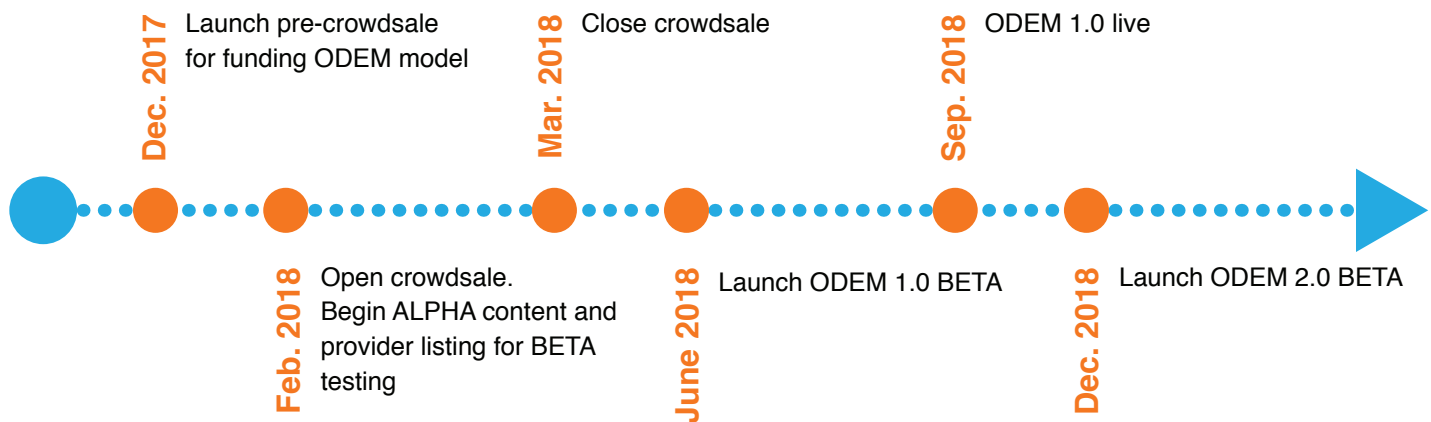 Dec. 2017
Launch pre-crowdsale
for funding ODEM model
Feb. 2018
Open crowdsale.
Begin ALPHA content and
provider listing for BETA
testing
Mar. 2018
Close crowdsale
June 2018
Launch ODEM 1.0 BETA
Sep. 2018
ODEM 1.0 live
Dec. 2018
Launch ODEM 2.0 BETA